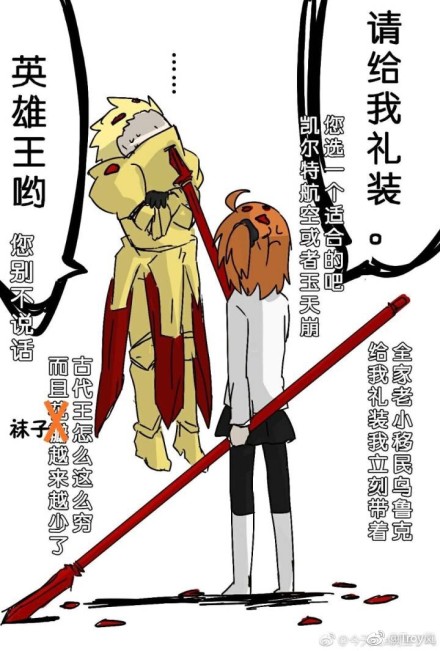 请给我礼装。
凯尔特航空或者玉天崩
您选一个适合的吧
英雄王哟
您别不说话
给我礼装我立刻带着
全家老小移民乌鲁克
古代王怎么这么穷
而且
袜子
越来越少了